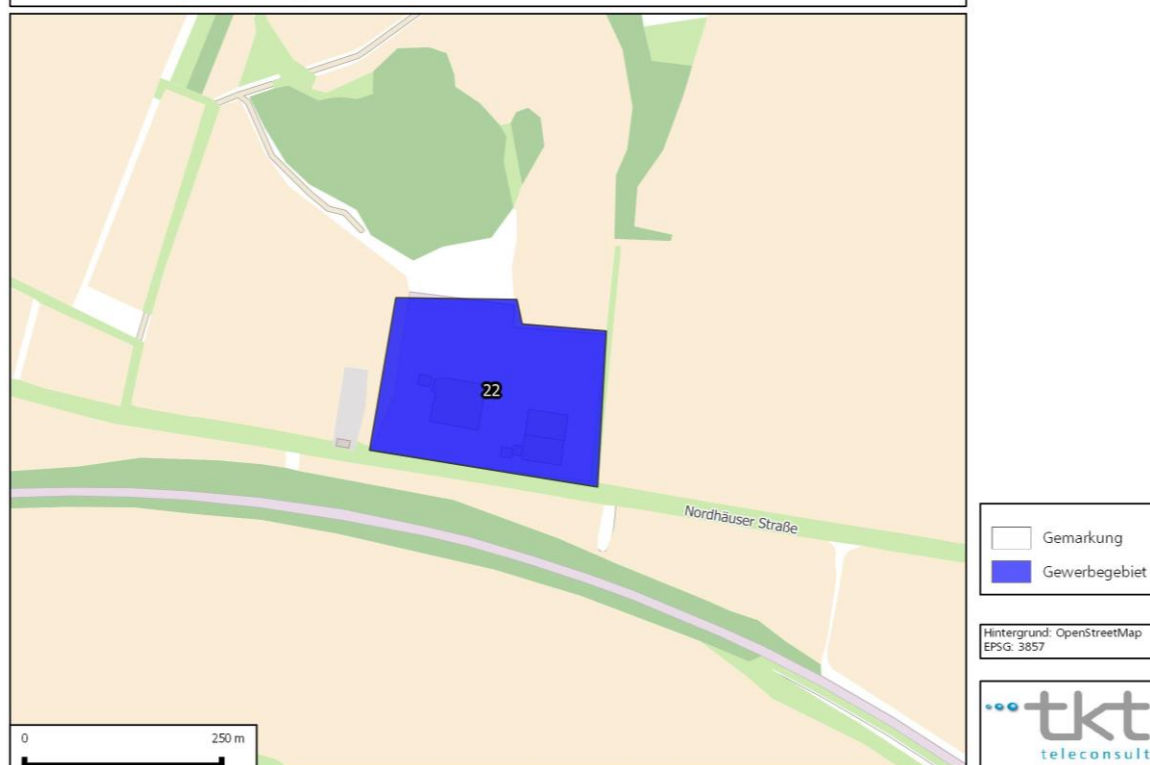 22
Nordhäuser Straße
0 250 m
Gemarkung
Gewerbegebiet
Hintergrund: OpenStreetMap
EPSG: 3857
tkt
teleconsult